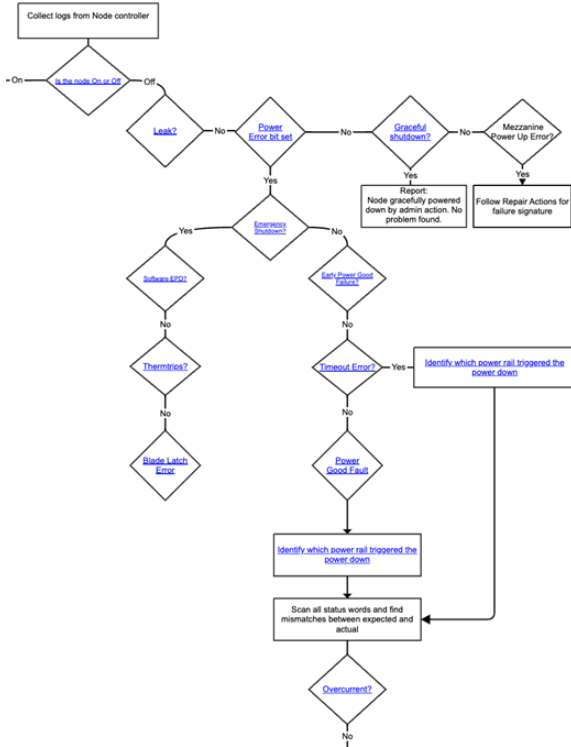 Collect logs from Node controller
On
Is the node On or Off
Off
Leak?
No
Power
Error bit set
No
Graceful
shutdown?
No
Mezzanine
Power Up Error?
Yes
Yes
Yes
Report:
Node gracefully powered
down by admin action. No
problem found.
Follow Repair Actions for
failure signature
Emergency
Shutdown?
Yes
No
Software EPO?
Early Power Good
Failure?
No
No
Thermtrips?
Timeout Error?
Yes
Identify which power rail triggered the
power down
No
No
Blade Latch
Error
Power
Good Fault
Identify which power rail triggered the
power down
Scan all status words and find
mismatches between expected and
actual
Overcurrent?
No